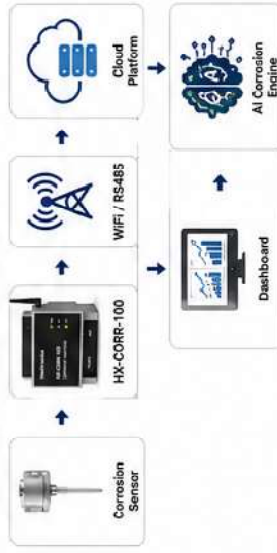 Corrosion
Sensor
HX-CORR-100
WiFi / RS-485
Cloud
Platform
Dashboard
AI Corrosion
Engine